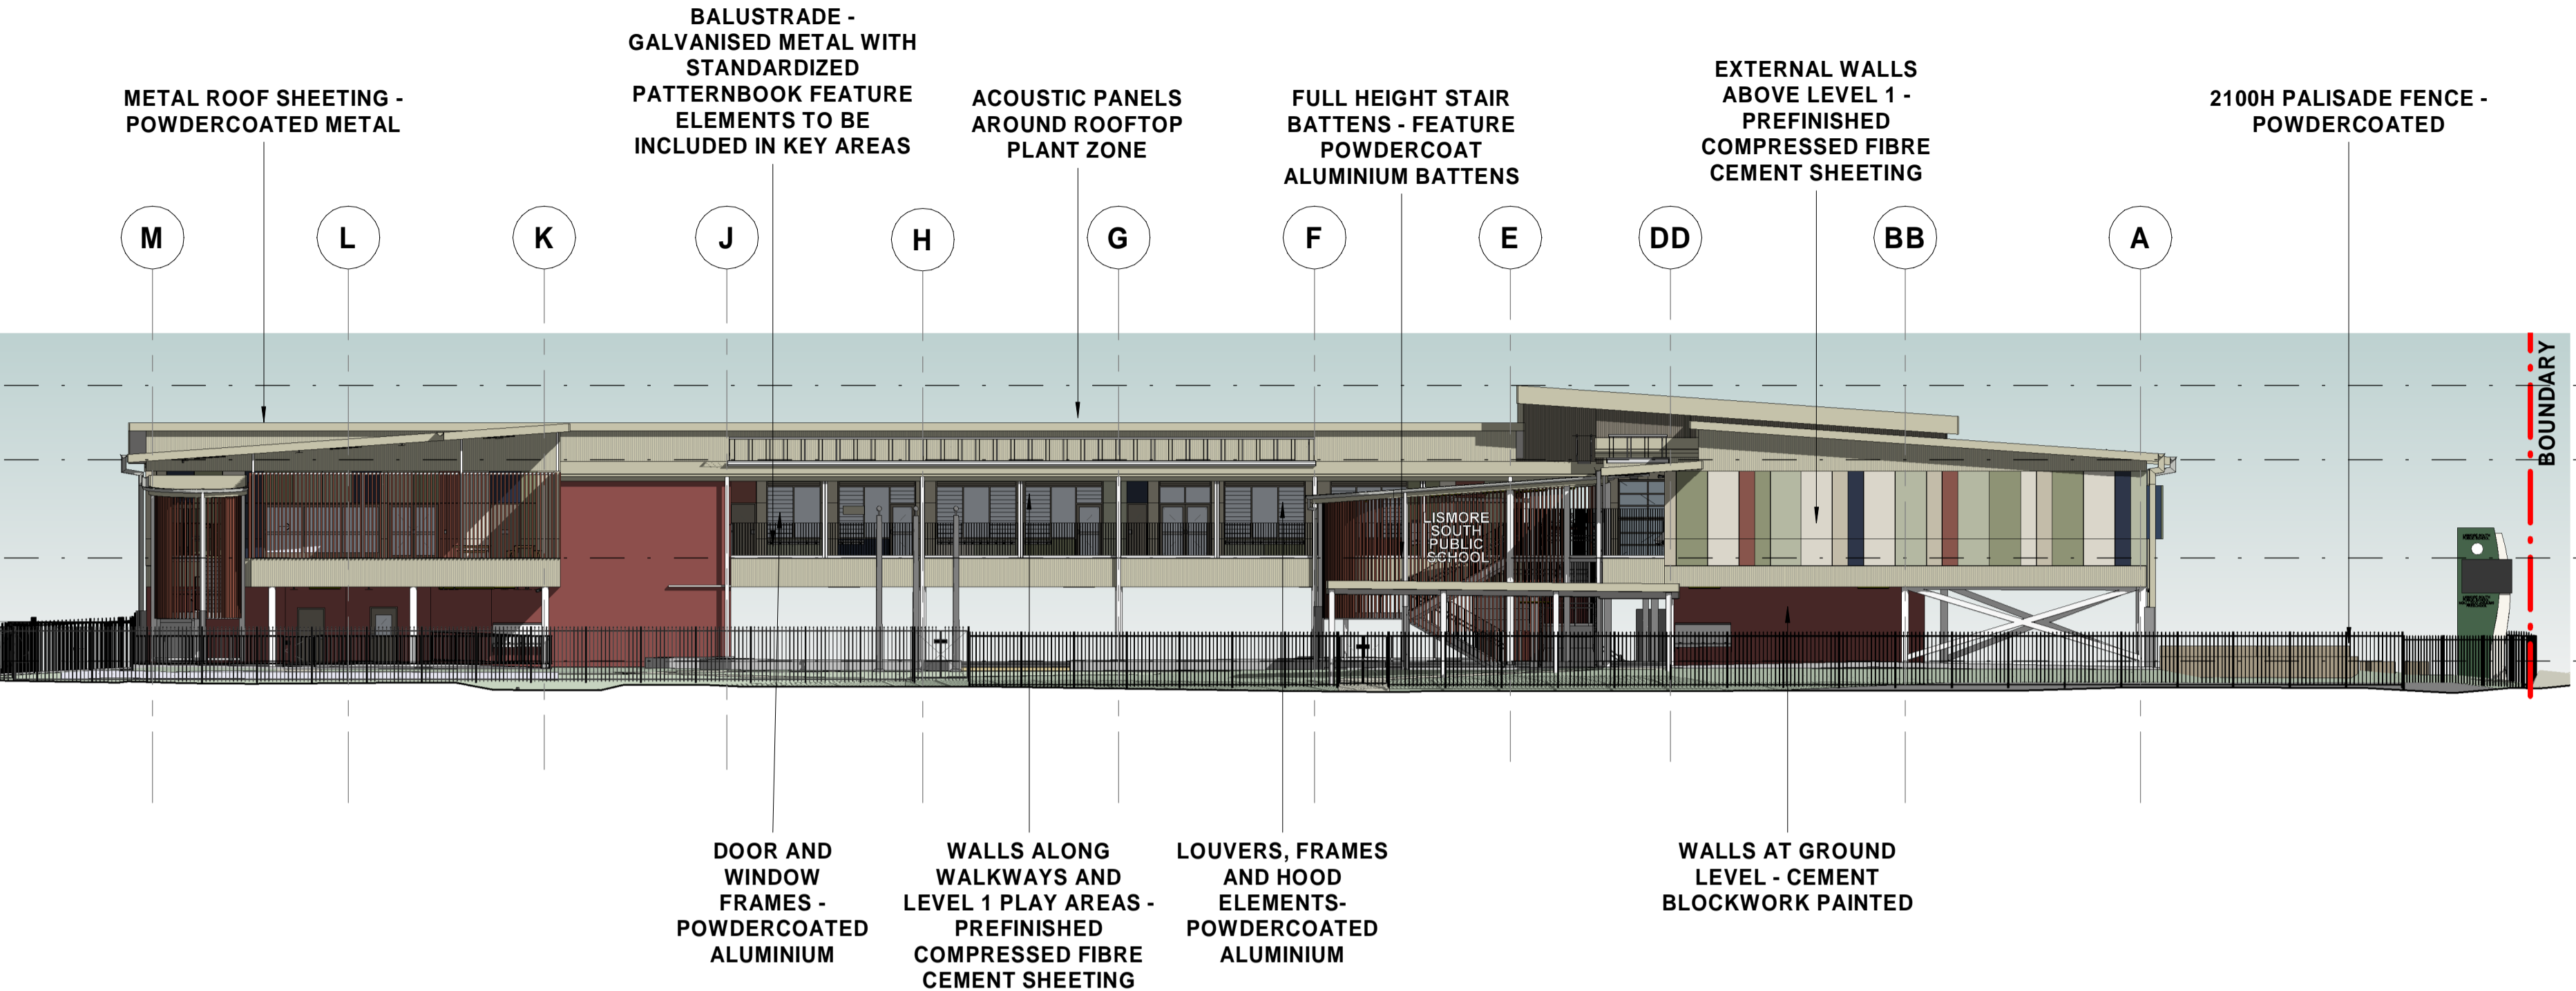 BALUSTRADE -
GALVANISED METAL WITH
STANDARDIZED
PATTERNBOOK FEATURE
ELEMENTS TO BE
INCLUDED IN KEY AREAS
METAL ROOF SHEETING -
POWDERCOATED METAL
ACOUSTIC PANELS
AROUND ROOFTOP
PLANT ZONE
FULL HEIGHT STAIR
BATTENS - FEATURE
POWDERCOAT
ALUMINIUM BATTENS
EXTERNAL WALLS
ABOVE LEVEL 1 -
PREFINISHED
COMPRESSED FIBRE
CEMENT SHEETING
2100H PALISADE FENCE -
POWDERCOATED
M
L
K
J
H
G
F
E
DD
BB
A
BOUNDARY
LISMORE
SOUTH
PUBLIC
SCHOOL
DOOR AND
WINDOW
FRAMES -
POWDERCOATED
ALUMINIUM
WALLS ALONG
WALKWAYS AND
LEVEL 1 PLAY AREAS -
PREFINISHED
COMPRESSED FIBRE
CEMENT SHEETING
LOUVERS, FRAMES
AND HOOD
ELEMENTS-
POWDERCOATED
ALUMINIUM
WALLS AT GROUND
LEVEL - CEMENT
BLOCKWORK PAINTED